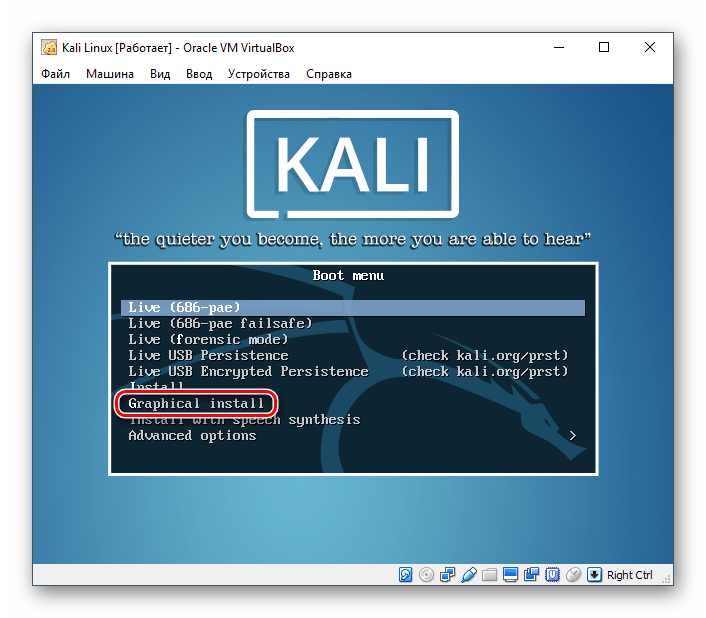 Kali Linux [Работает] - Oracle VM VirtualBox
Файл Машина Вид Ввод Устройства Справка
KALI
“the quieter you become, the more you are able to hear”
Boot menu
Live (686-pae)
Live (686-pae failsafe)
Live (forensic mode)
Live USB Persistence (check kali.org/prst)
Live USB Encrypted Persistence (check kali.org/prst)
Install
Graphical install
Install with speech synthesis
Advanced options >
Right Ctrl